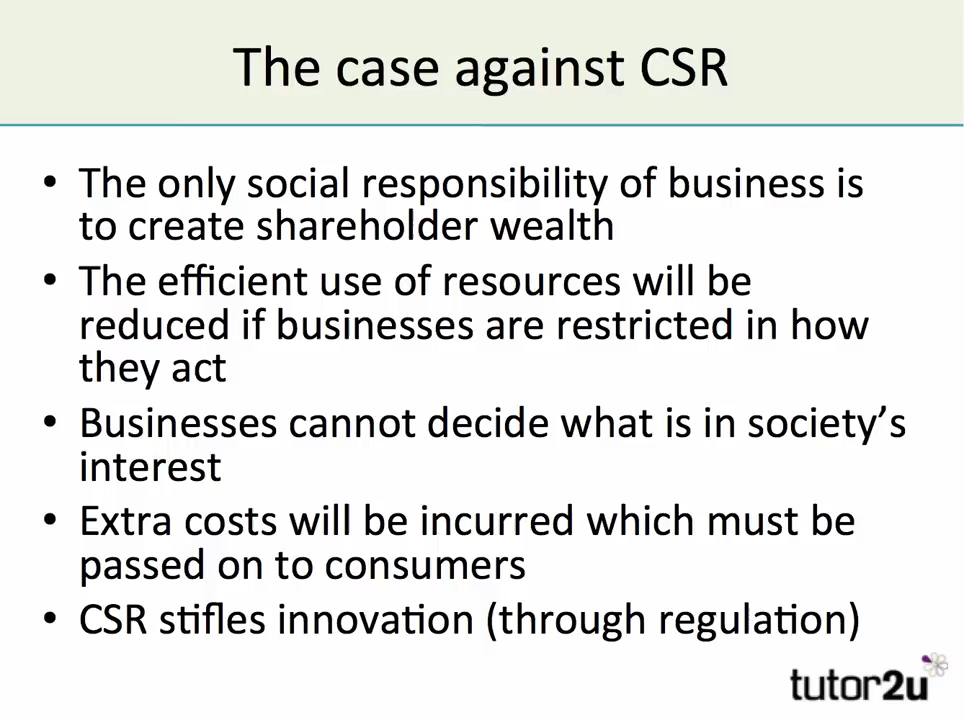 The case against CSR
• The only social responsibility of business is
to create shareholder wealth
• The efficient use of resources will be
reduced if businesses are restricted in how
they act
• Businesses cannot decide what is in society’s
interest
• Extra costs will be incurred which must be
passed on to consumers
• CSR stifles innovation (through regulation)
tutor2u